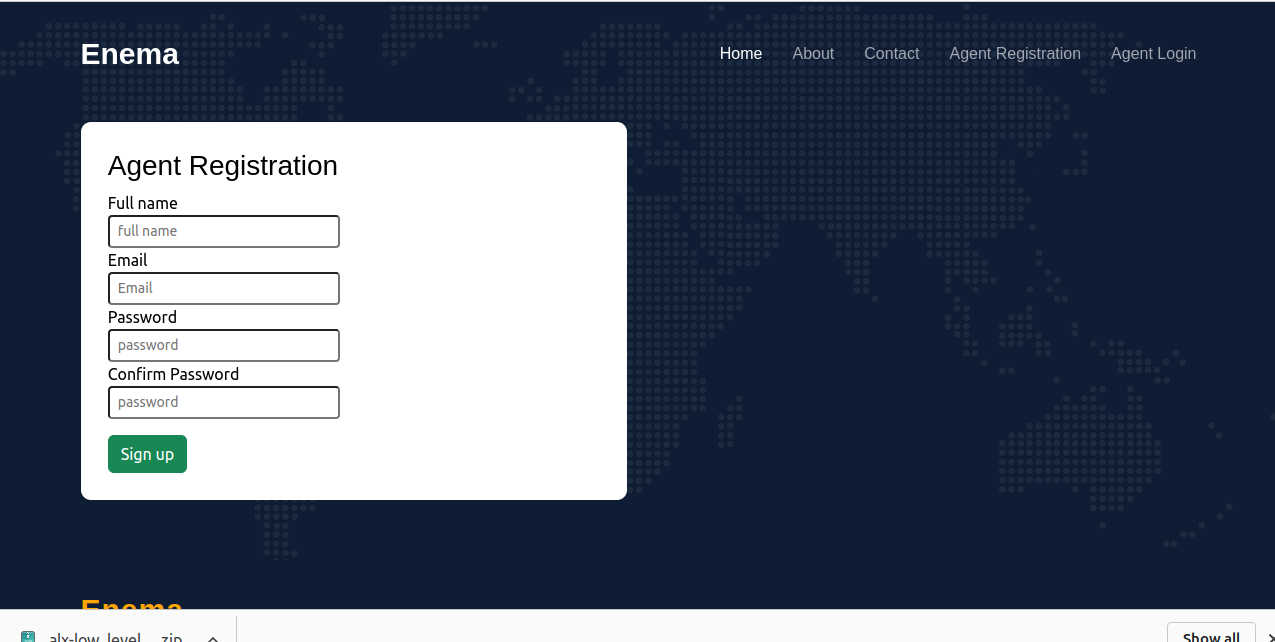 Enema
Home About Contact Agent Registration Agent Login
Agent Registration
Full name
full name
Email
Email
Password
password
Confirm Password
password
Sign up
Enema
alx-low_level....zip
Show all